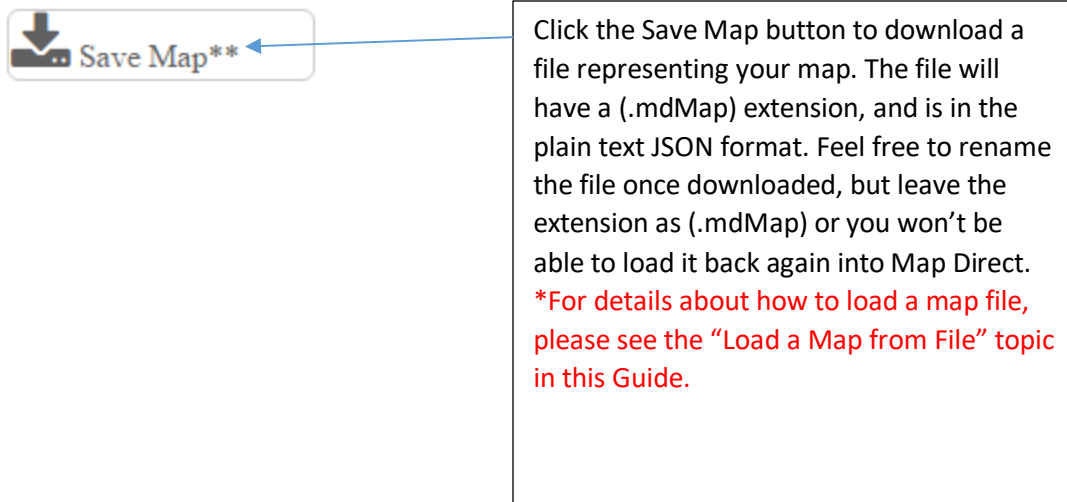 Save Map**
Click the Save Map button to download a
file representing your map. The file will
have a (.mdMap) extension, and is in the
plain text JSON format. Feel free to rename
the file once downloaded, but leave the
extension as (.mdMap) or you won’t be
able to load it back again into Map Direct.
*For details about how to load a map file,
please see the “Load a Map from File” topic
in this Guide.